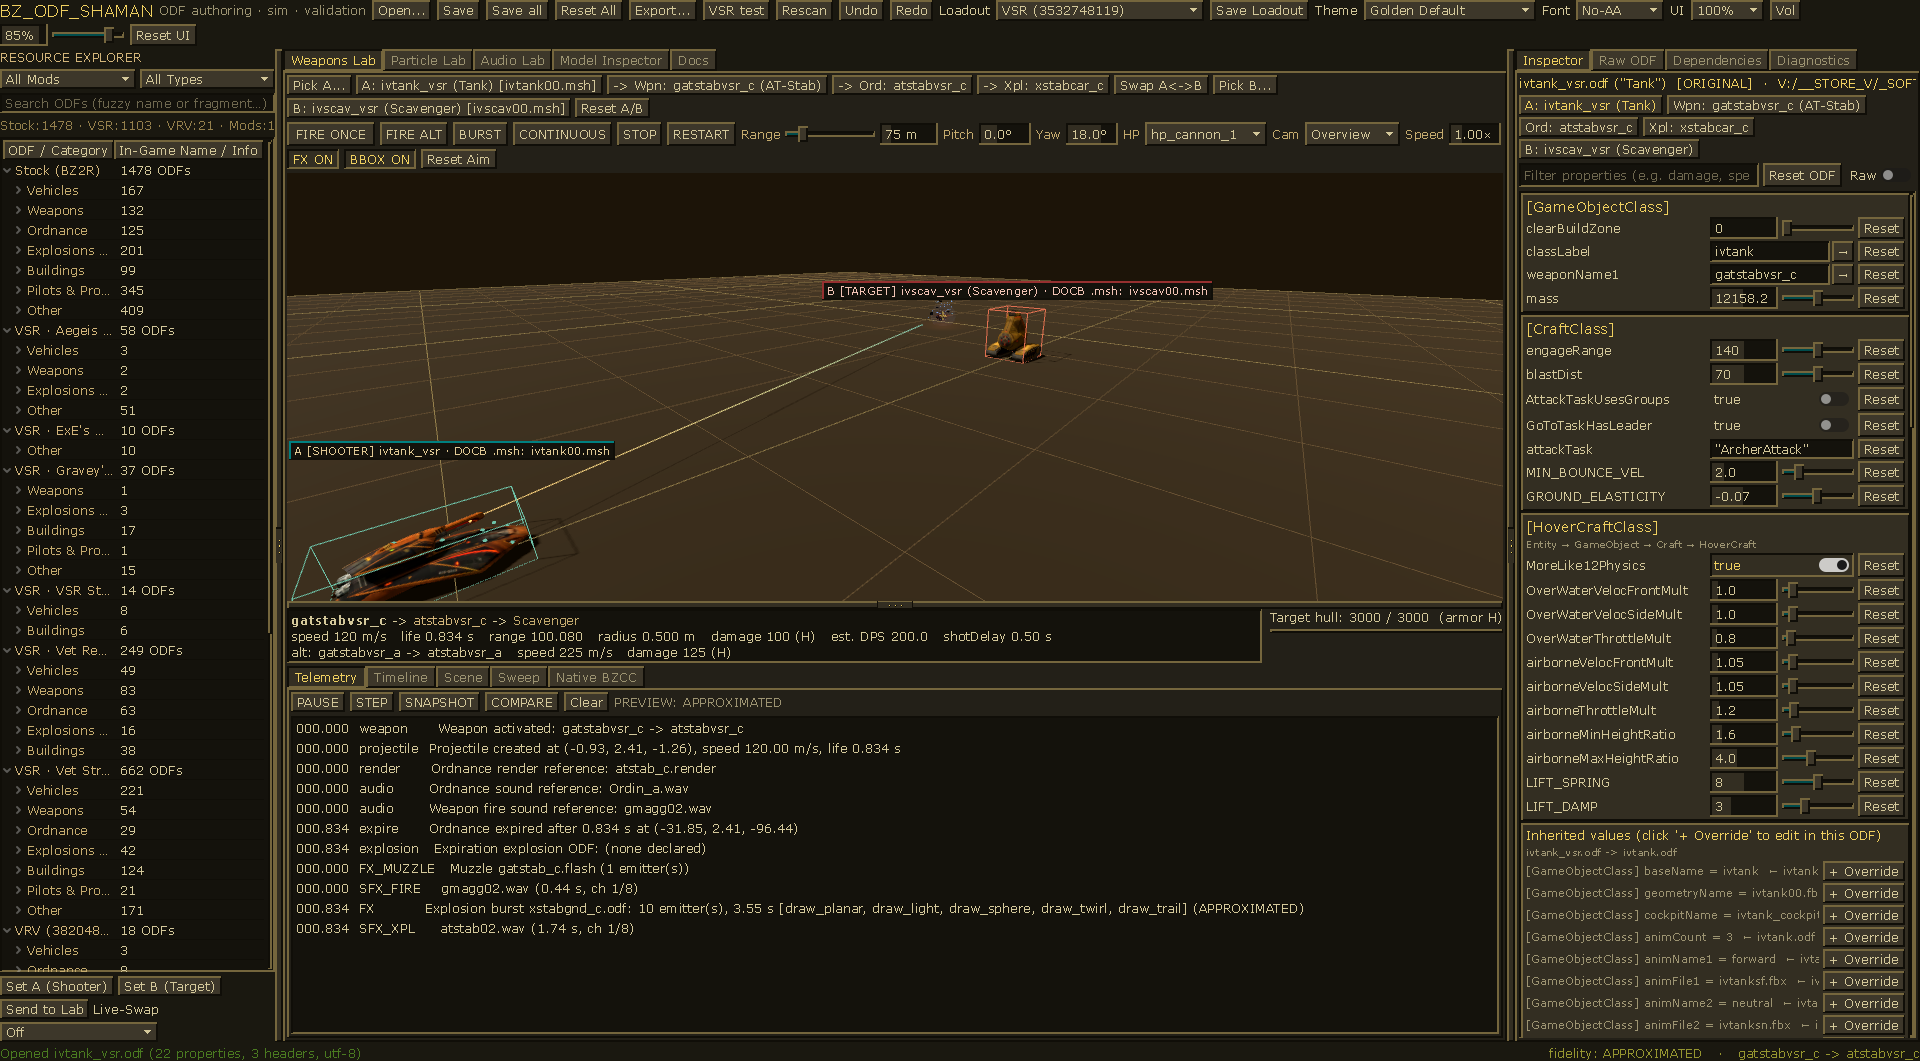 BZ_ODF_SHAMAN ODF authoring · sim · validation Open... Save Save all Reset All Export... VSR test Rescan Undo Redo Loadout VSR (3532748119) Save Loadout Theme Golden Default Font No-AA UI 100% Vol
85% Reset UI
RESOURCE EXPLORER
All Mods All Types
Search ODFs (fuzzy name or fragment...)
Stock:1478 · VSR:1103 · VRV:21 · Mods:1
ODF / Category In-Game Name / Info
Stock (BZ2R) 1478 ODFs
Vehicles 167
Weapons 132
Ordnance 125
Explosions ... 201
Buildings 99
Pilots & Pro... 345
Other 409
VSR · Aegeis ... 58 ODFs
Vehicles 3
Weapons 2
Explosions ... 2
Other 51
VSR · ExE's ... 10 ODFs
Other 10
VSR · Gravey'... 37 ODFs
Weapons 1
Explosions ... 3
Buildings 17
Pilots & Pro... 1
Other 15
VSR · VSR St... 14 ODFs
Vehicles 8
Buildings 6
VSR · Vet Re... 249 ODFs
Vehicles 49
Weapons 83
Ordnance 63
Explosions ... 16
Buildings 38
VSR · Vet Str... 662 ODFs
Vehicles 221
Weapons 54
Ordnance 29
Explosions ... 42
Buildings 124
Pilots & Pro... 21
Other 171
VRV (382048... 18 ODFs
Vehicles 3
Ordnance
Set A (Shooter) Set B (Target)
Send to Lab Live-Swap
Off
Opened ivtank_vsr.odf (22 properties, 3 headers, utf-8)
Weapons Lab Particle Lab Audio Lab Model Inspector Docs
Pick A... A: ivtank_vsr (Tank) [ivtank00.msh] -> Wpn: gatstabvsr_c (AT-Stab) -> Ord: atstabvsr_c -> Xpl: xstabcar_c Swap A<->B Pick B...
B: ivscav_vsr (Scavenger) [ivscav00.msh] Reset A/B
FIRE ONCE FIRE ALT BURST CONTINUOUS STOP RESTART Range 75 m Pitch 0.0° Yaw 18.0° HP hp_cannon_1 Cam Overview Speed 1.00x
FX ON BBOX ON Reset Aim
B [TARGET] ivscav_vsr (Scavenger) · DOCB .msh: ivscav00.msh
A [SHOOTER] ivtank_vsr · DOCB .msh: ivtank00.msh
gatstabvsr_c -> atstabvsr_c -> Scavenger
speed 120 m/s life 0.834 s range 100.080 radius 0.500 m damage 100 (H) est. DPS 200.0 shotDelay 0.50 s
alt: gatstabvsr_a -> atstabvsr_a speed 225 m/s damage 125 (H)
Target hull: 3000 / 3000 (armor H)
Telemetry Timeline Scene Sweep Native BZCC
PAUSE STEP SNAPSHOT COMPARE Clear PREVIEW: APPROXIMATED
000.000 weapon Weapon activated: gatstabvsr_c -> atstabvsr_c
000.000 projectile Projectile created at (-0.93, 2.41, -1.26), speed 120.00 m/s, life 0.834 s
000.000 render Ordnance render reference: atstab_c.render
000.000 audio Ordnance sound reference: Ordin_a.wav
000.000 audio Weapon fire sound reference: gmagg02.wav
000.834 expire Ordnance expired after 0.834 s at (-31.85, 2.41, -96.44)
000.834 explosion Expiration explosion ODF: (none declared)
000.000 FX_MUZZLE Muzzle gatstab_c.flash (1 emitter(s))
000.000 SFX_FIRE gmagg02.wav (0.44 s, ch 1/8)
000.834 FX Explosion burst xstabgnd_c.odf: 10 emitter(s), 3.55 s [draw_planar, draw_light, draw_sphere, draw_twirl, draw_trail] (APPROXIMATED)
000.834 SFX_XPL atstab02.wav (1.74 s, ch 1/8)
Inspector Raw ODF Dependencies Diagnostics
ivtank_vsr.odf ("Tank") [ORIGINAL] · V:/__STORE_V/_SOF
A: ivtank_vsr (Tank) Wpn: gatstabvsr_c (AT-Stab)
Ord: atstabvsr_c Xpl: xstabcar_c
B: ivscav_vsr (Scavenger)
Filter properties (e.g. damage, spe Reset ODF Raw
[GameObjectClass]
clearBuildZone 0 Reset
classLabel ivtank → Reset
weaponName1 gatstabvsr_c → Reset
mass 12158.2 Reset
[CraftClass]
engageRange 140 Reset
blastDist 70 Reset
AttackTaskUsesGroups true Reset
GoToTaskHasLeader true Reset
attackTask "ArcherAttack" Reset
MIN_BOUNCE_VEL 2.0 Reset
GROUND_ELASTICITY -0.07 Reset
[HoverCraftClass]
Entity → GameObject → Craft → HoverCraft
MoreLike12Physics true Reset
OverWaterVelocFrontMult 1.0 Reset
OverWaterVelocSideMult 1.0 Reset
OverWaterThrottleMult 0.8 Reset
airborneVelocFrontMult 1.05 Reset
airborneVelocSideMult 1.05 Reset
airborneThrottleMult 1.2 Reset
airborneMinHeightRatio 1.6 Reset
airborneMaxHeightRatio 4.0 Reset
LIFT_SPRING 8 Reset
LIFT_DAMP 3 Reset
Inherited values (click '+ Override' to edit in this ODF)
ivtank_vsr.odf -> ivtank.odf
[GameObjectClass] baseName = ivtank ← ivtank + Override
[GameObjectClass] geometryName = ivtank00.fb + Override
[GameObjectClass] cockpitName = ivtank_cockpit + Override
[GameObjectClass] animCount = 3 ← ivtank.odf + Override
[GameObjectClass] animName1 = forward ← ivta + Override
[GameObjectClass] animFile1 = ivtanksf.fbx ← iv + Override
[GameObjectClass] animName2 = neutral ← ivta + Override
[GameObjectClass] animFile2 = ivtanksn.fbx ← i + Override
fidelity: APPROXIMATED · gatstabvsr_c -> atstabvsr_c